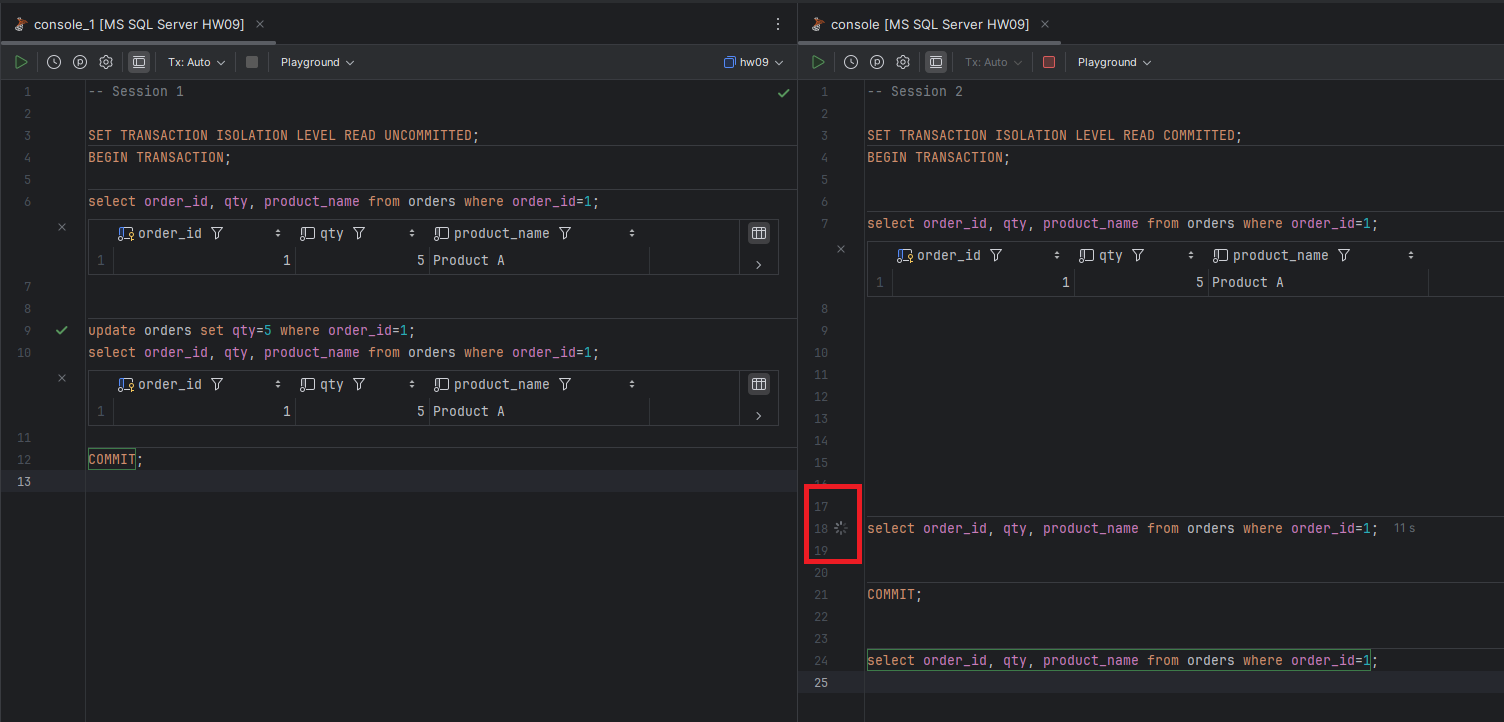 console_1 [MS SQL Server HW09]
Tx: Auto
Playground
hw09
1 -- Session 1
2
3 SET TRANSACTION ISOLATION LEVEL READ UNCOMMITTED;
4 BEGIN TRANSACTION;
5
6 select order_id, qty, product_name from orders where order_id=1;
order_id qty product_name
1 1 5 Product A
7
8
9 update orders set qty=5 where order_id=1;
10 select order_id, qty, product_name from orders where order_id=1;
order_id qty product_name
1 1 5 Product A
11
12 COMMIT;
13
console [MS SQL Server HW09]
Tx: Auto
Playground
1 -- Session 2
2
3 SET TRANSACTION ISOLATION LEVEL READ COMMITTED;
4 BEGIN TRANSACTION;
5
6
7 select order_id, qty, product_name from orders where order_id=1;
order_id qty product_name
1 1 5 Product A
8
9
10
11
12
13
14
15
16
17
18 select order_id, qty, product_name from orders where order_id=1; 11 s
19
20
21 COMMIT;
22
23
24 select order_id, qty, product_name from orders where order_id=1;
25